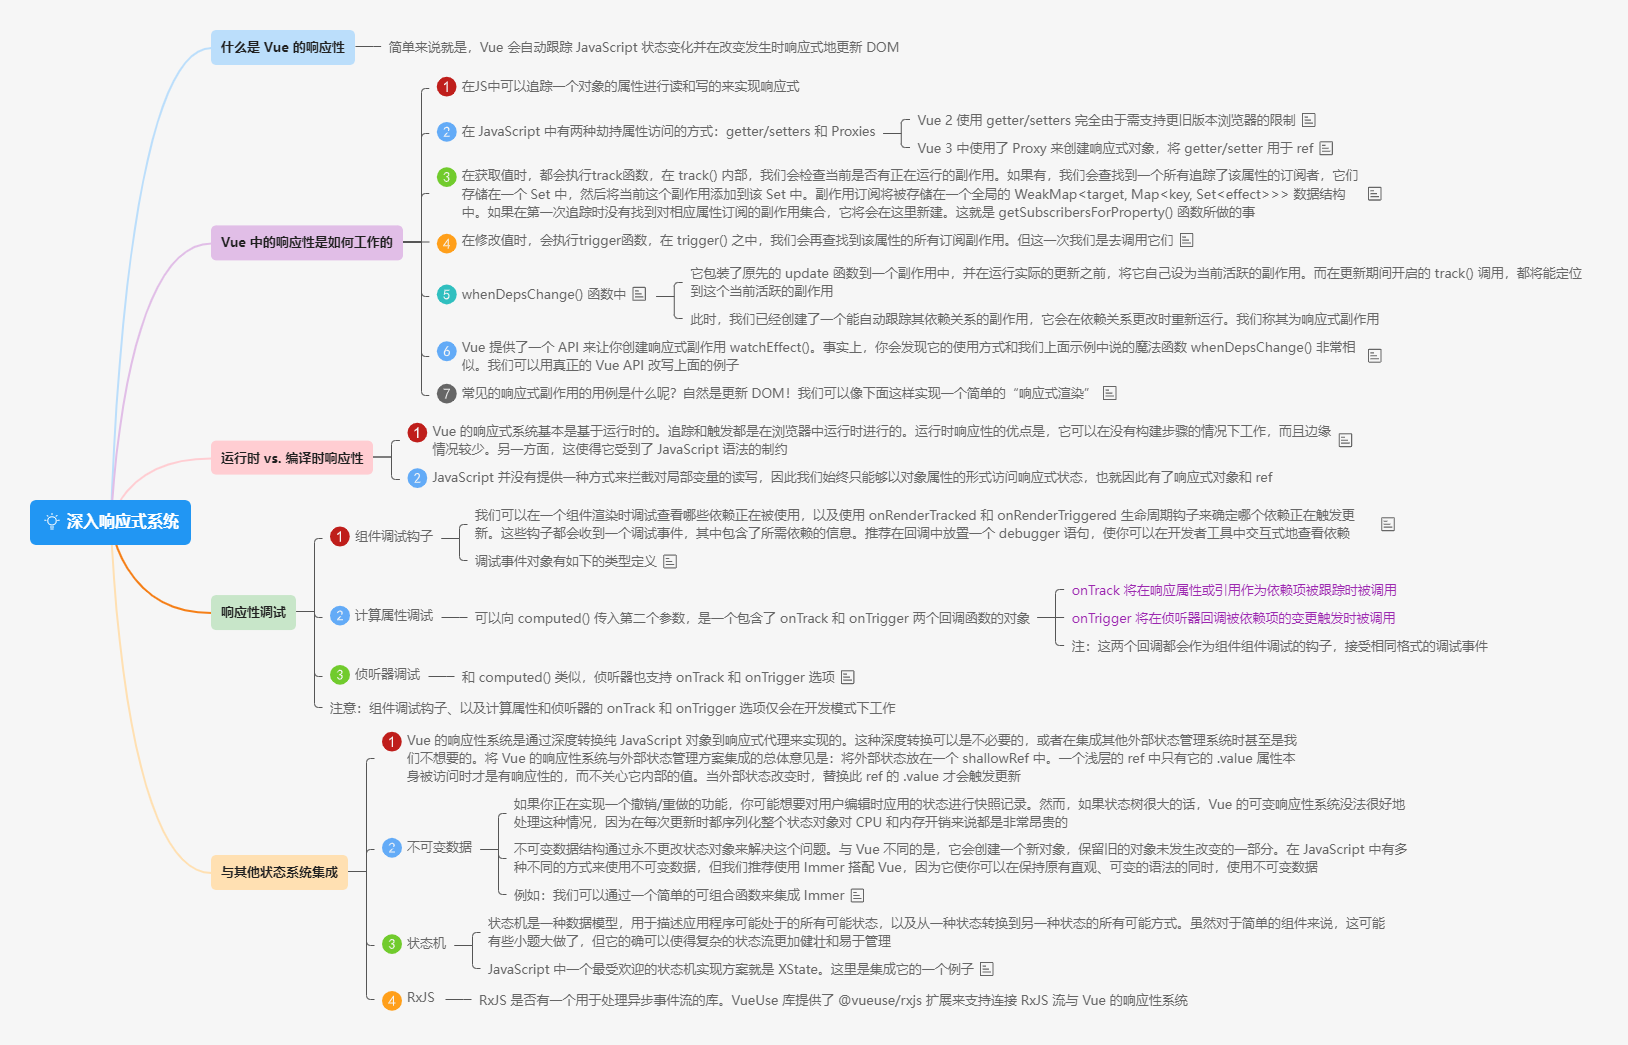 什么是 Vue 的响应性
简单来说就是，Vue 会自动跟踪 JavaScript 状态变化并在改变发生时响应式地更新 DOM
Vue 中的响应性是如何工作的
1 在JS中可以追踪一个对象的属性进行读和写的来实现响应式
2 在 JavaScript 中有两种劫持属性访问的方式：getter/setters 和 Proxies
Vue 2 使用 getter/setters 完全由于需支持更旧版本浏览器的限制
Vue 3 中使用了 Proxy 来创建响应式对象，将 getter/setter 用于 ref
3 在获取值时，都会执行track函数，在 track() 内部，我们会检查当前是否有正在运行的副作用。如果有，我们会查找到一个所有追踪了该属性的订阅者，它们
存储在一个 Set 中，然后将当前这个副作用添加到该 Set 中。副作用订阅将被存储在一个全局的 WeakMap<target, Map<key, Set<effect>>> 数据结构
中。如果在第一次追踪时没有找到对相应属性订阅的副作用集合，它将会在这里新建。这就是 getSubscribersForProperty() 函数所做的事
4 在修改值时，会执行trigger函数，在 trigger() 之中，我们会再查找到该属性的所有订阅副作用。但这一次我们是去调用它们
5 whenDepsChange() 函数中
它包装了原先的 update 函数到一个副作用中，并在运行实际的更新之前，将它自己设为当前活跃的副作用。而在更新期间开启的 track() 调用，都将能定位
到这个当前活跃的副作用
此时，我们已经创建了一个能自动跟踪其依赖关系的副作用，它会在依赖关系更改时重新运行。我们称其为响应式副作用
6 Vue 提供了一个 API 来让你创建响应式副作用 watchEffect()。事实上，你会发现它的使用方式和我们上面示例中说的魔法函数 whenDepsChange() 非常相
似。我们可以用真正的 Vue API 改写上面的例子
7 常见的响应式副作用的用例是什么呢？自然是更新 DOM！我们可以像下面这样实现一个简单的“响应式渲染”
运行时 vs. 编译时响应性
1 Vue 的响应式系统基本是基于运行时的。追踪和触发都是在浏览器中运行时进行的。运行时响应性的优点是，它可以在没有构建步骤的情况下工作，而且边缘
情况较少。另一方面，这使得它受到了 JavaScript 语法的制约
2 JavaScript 并没有提供一种方式来拦截对局部变量的读写，因此我们始终只能够以对象属性的形式访问响应式状态，也就因此有了响应式对象和 ref
深入响应式系统
响应性调试
1 组件调试钩子
我们可以在一个组件渲染时调试查看哪些依赖正在被使用，以及使用 onRenderTracked 和 onRenderTriggered 生命周期钩子来确定哪个依赖正在触发更
新。这些钩子都会收到一个调试事件，其中包含了所需依赖的信息。推荐在回调中放置一个 debugger 语句，使你可以在开发者工具中交互式地查看依赖
调试事件对象有如下的类型定义
2 计算属性调试
可以向 computed() 传入第二个参数，是一个包含了 onTrack 和 onTrigger 两个回调函数的对象
onTrack 将在响应属性或引用作为依赖项被跟踪时被调用
onTrigger 将在侦听器回调被依赖项的变更触发时被调用
注：这两个回调都会作为组件组件调试的钩子，接受相同格式的调试事件
3 侦听器调试
和 computed() 类似，侦听器也支持 onTrack 和 onTrigger 选项
注意：组件调试钩子、以及计算属性和侦听器的 onTrack 和 onTrigger 选项仅会在开发模式下工作
与其他状态系统集成
1 Vue 的响应性系统是通过深度转换纯 JavaScript 对象到响应式代理来实现的。这种深度转换可以是不必要的，或者在集成其他外部状态管理系统时甚至是我
们不想要的。将 Vue 的响应性系统与外部状态管理方案集成的总体意见是：将外部状态放在一个 shallowRef 中。一个浅层的 ref 中只有它的 .value 属性本
身被访问时才是有响应性的，而不关心它内部的值。当外部状态改变时，替换此 ref 的 .value 才会触发更新
2 不可变数据
如果你正在实现一个撤销/重做的功能，你可能想要对用户编辑时应用的状态进行快照记录。然而，如果状态树很大的话，Vue 的可变响应性系统没法很好地
处理这种情况，因为在每次更新时都序列化整个状态对象对 CPU 和内存开销来说都是非常昂贵的
不可变数据结构通过永不更改状态对象来解决这个问题。与 Vue 不同的是，它会创建一个新对象，保留旧的对象未发生改变的一部分。在 JavaScript 中有多
种不同的方式来使用不可变数据，但我们推荐使用 Immer 搭配 Vue，因为它使你可以在保持原有直观、可变的语法的同时，使用不可变数据
例如：我们可以通过一个简单的可组合函数来集成 Immer
3 状态机
状态机是一种数据模型，用于描述应用程序可能处于的所有可能状态，以及从一种状态转换到另一种状态的所有可能方式。虽然对于简单的组件来说，这可能
有些小题大做了，但它的确可以使得复杂的状态流更加健壮和易于管理
JavaScript 中一个最受欢迎的状态机实现方案就是 XState。这里是集成它的一个例子
4 RxJS
RxJS 是否有一个用于处理异步事件流的库。VueUse 库提供了 @vueuse/rxjs 扩展来支持连接 RxJS 流与 Vue 的响应性系统